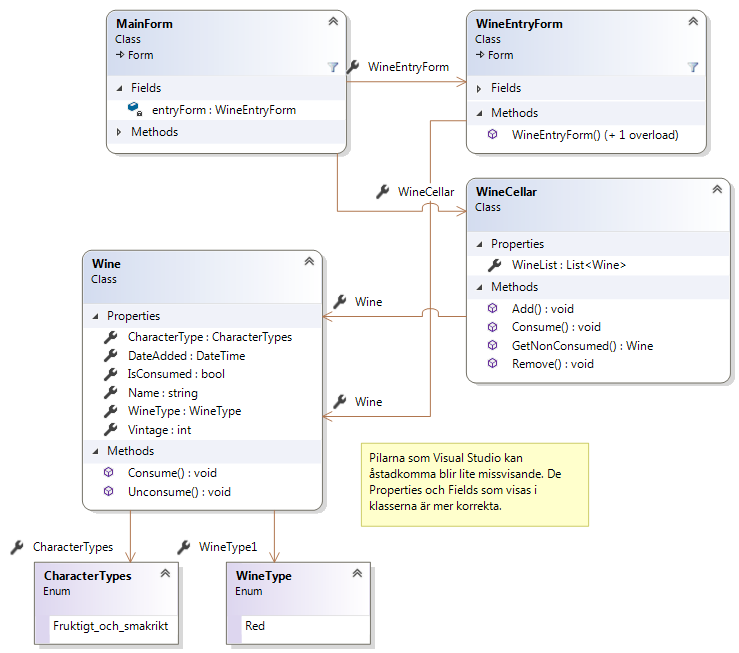 MainForm
Class
Form
Fields
entryForm : WineEntryForm
Methods
WineEntryForm
WineEntryForm
Class
Form
Fields
Methods
WineEntryForm() (+ 1 overload)
WineCellar
WineCellar
Class
Properties
WineList : List<Wine>
Methods
Add() : void
Consume() : void
GetNonConsumed() : Wine
Remove() : void
Wine
Class
Properties
CharacterType : CharacterTypes
DateAdded : DateTime
IsConsumed : bool
Name : string
WineType : WineType
Vintage : int
Methods
Consume() : void
Unconsume() : void
Wine
Wine
Pilarna som Visual Studio kan
åstadkomma blir lite missvisande. De
Properties och Fields som visas i
klasserna är mer korrekta.
CharacterTypes
WineType1
CharacterTypes
Enum
Fruktigt_och_smakrikt
WineType
Enum
Red